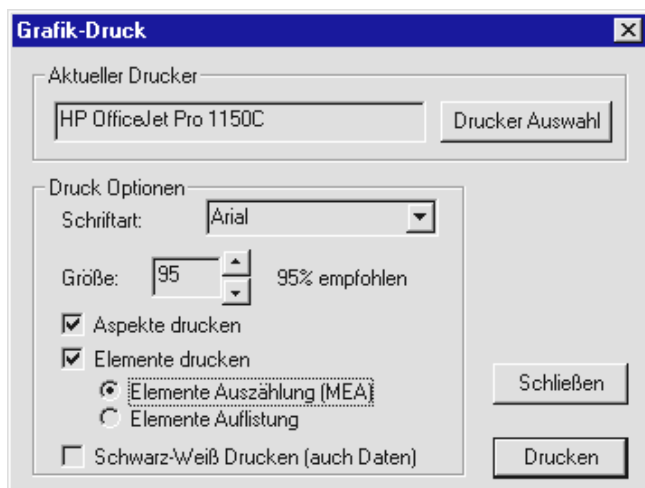 Grafik-Druck
Aktueller Drucker
HP OfficeJet Pro 1150C
Drucker Auswahl
Druck Optionen
Schriftart: Arial
Größe: 95 95% empfohlen
Aspekte drucken
Elemente drucken
Elemente Auszählung (MEA)
Schließen
Elemente Auflistung
Schwarz-Weiß Drucken (auch Daten)
Drucken